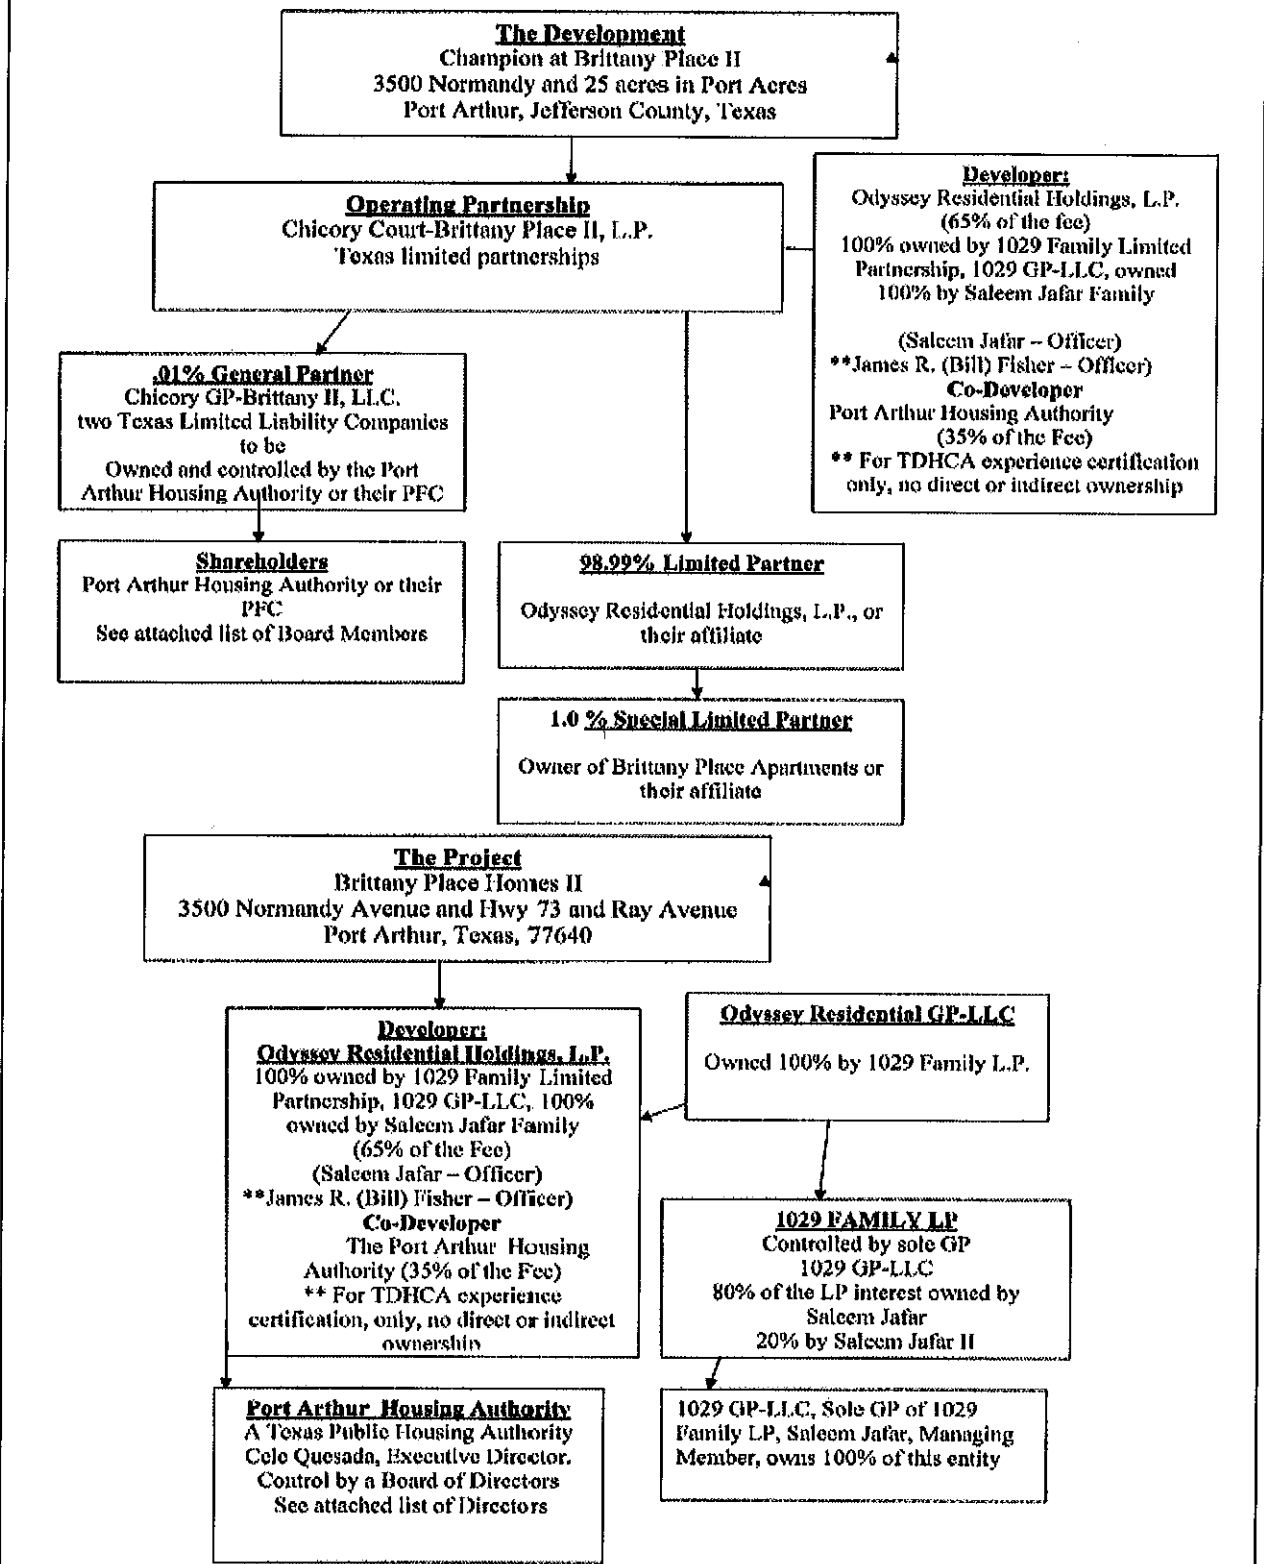 The Development
Champion at Brittany Place II
3500 Normandy and 25 acres in Port Acres
Port Arthur, Jefferson County, Texas
Operating Partnership
Chicory Court-Brittany Place II, L.P.
Texas limited partnerships
Developer:
Odyssey Residential Holdings, L.P.
(65% of the fee)
100% owned by 1029 Family Limited
Partnership, 1029 GP-LLC, owned
100% by Saleem Jafar Family
(Saleem Jafar – Officer)
**James R. (Bill) Fisher – Officer)
Co-Developer
Port Arthur Housing Authority
(35% of the Fee)
** For TDHCA experience certification
only, no direct or indirect ownership
.01% General Partner
Chicory GP-Brittany II, LLC.
two Texas Limited Liability Companies
to be
Owned and controlled by the Port
Arthur Housing Authority or their PFC
Shareholders
Port Arthur Housing Authority or their
PFC
See attached list of Board Members
98.99% Limited Partner
Odyssey Residential Holdings, L.P., or
their affiliate
1.0 % Special Limited Partner
Owner of Brittany Place Apartments or
their affiliate
The Project
Brittany Place Homes II
3500 Normandy Avenue and Hwy 73 and Ray Avenue
Port Arthur, Texas, 77640
Developer:
Odyssey Residential Holdings, L.P.
100% owned by 1029 Family Limited
Partnership, 1029 GP-LLC, 100%
owned by Saleem Jafar Family
(65% of the Fee)
(Saleem Jafar – Officer)
**James R. (Bill) Fisher – Officer)
Co-Developer
The Port Arthur Housing
Authority (35% of the Fee)
** For TDHCA experience
certification, only, no direct or indirect
ownership
Odyssey Residential GP-LLC
Owned 100% by 1029 Family L.P.
1029 FAMILY LP
Controlled by sole GP
1029 GP-LLC
80% of the LP interest owned by
Saleem Jafar
20% by Saleem Jafar II
Port Arthur Housing Authority
A Texas Public Housing Authority
Cele Quesada, Executive Director.
Control by a Board of Directors
See attached list of Directors
1029 GP-LLC, Sole GP of 1029
Family LP, Saleem Jafar, Managing
Member, owns 100% of this entity